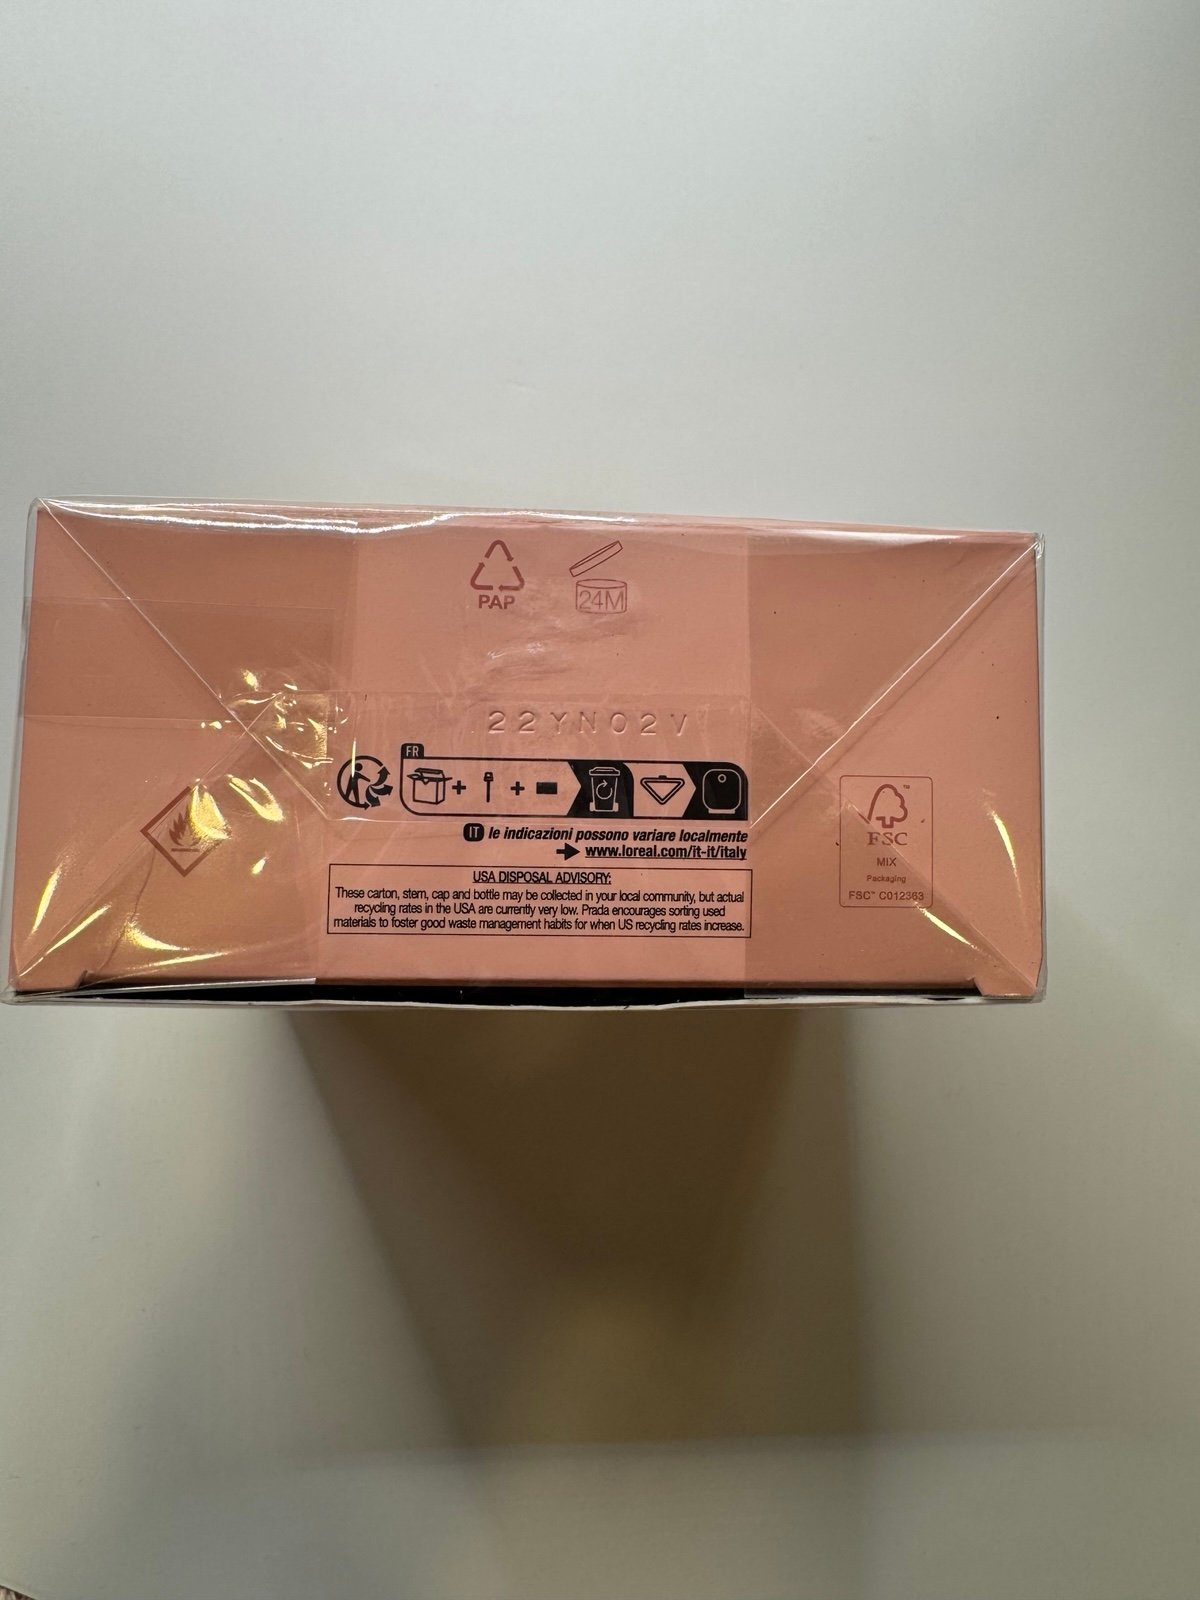 PAP
24M
22YN02V
FR
+ +
IT le indicazioni possono variare localmente
www.loreal.com/it-it/italy
USA DISPOSAL ADVISORY:
These carton, stem, cap and bottle may be collected in your local community, but actual
recycling rates in the USA are currently very low. Prada encourages sorting used
materials to foster good waste management habits for when US recycling rates increase.
™
FSC
MIX
Packaging
FSC™ C012363